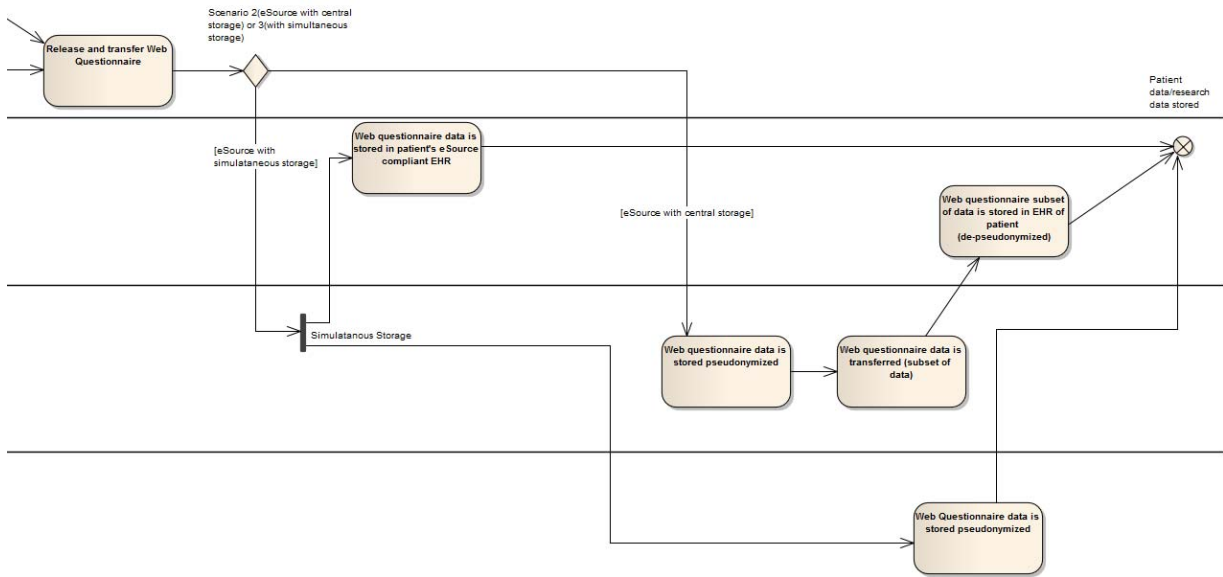 Scenario 2(eSource with central
storage) or 3(with simultaneous
storage)
Release and transfer Web
Questionnaire
Patient
data/research
data stored
Web questionnaire data is
stored in patient's eSource
compliant EHR
[eSource with
simulataneous storage]
Web questionnaire subset
of data is stored in EHR of
patient
(de-pseudonymized)
[eSource with central storage]
Simulatanous Storage
Web questionnaire data is
stored pseudonymized
Web questionnaire data is
transferred (subset of
data)
Web Questionnaire data is
stored pseudonymized